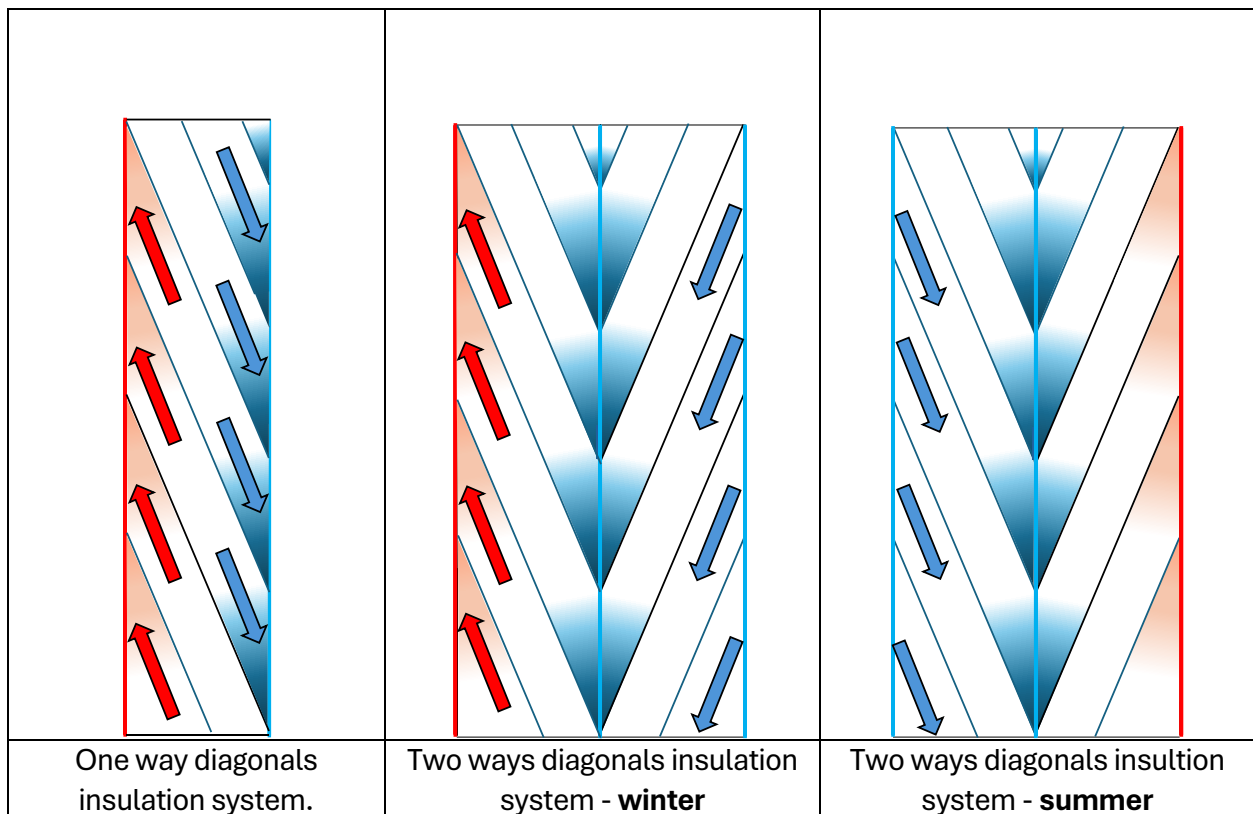 One way diagonals
insulation system.
Two ways diagonals insulation
system - winter
Two ways diagonals insultion
system - summer